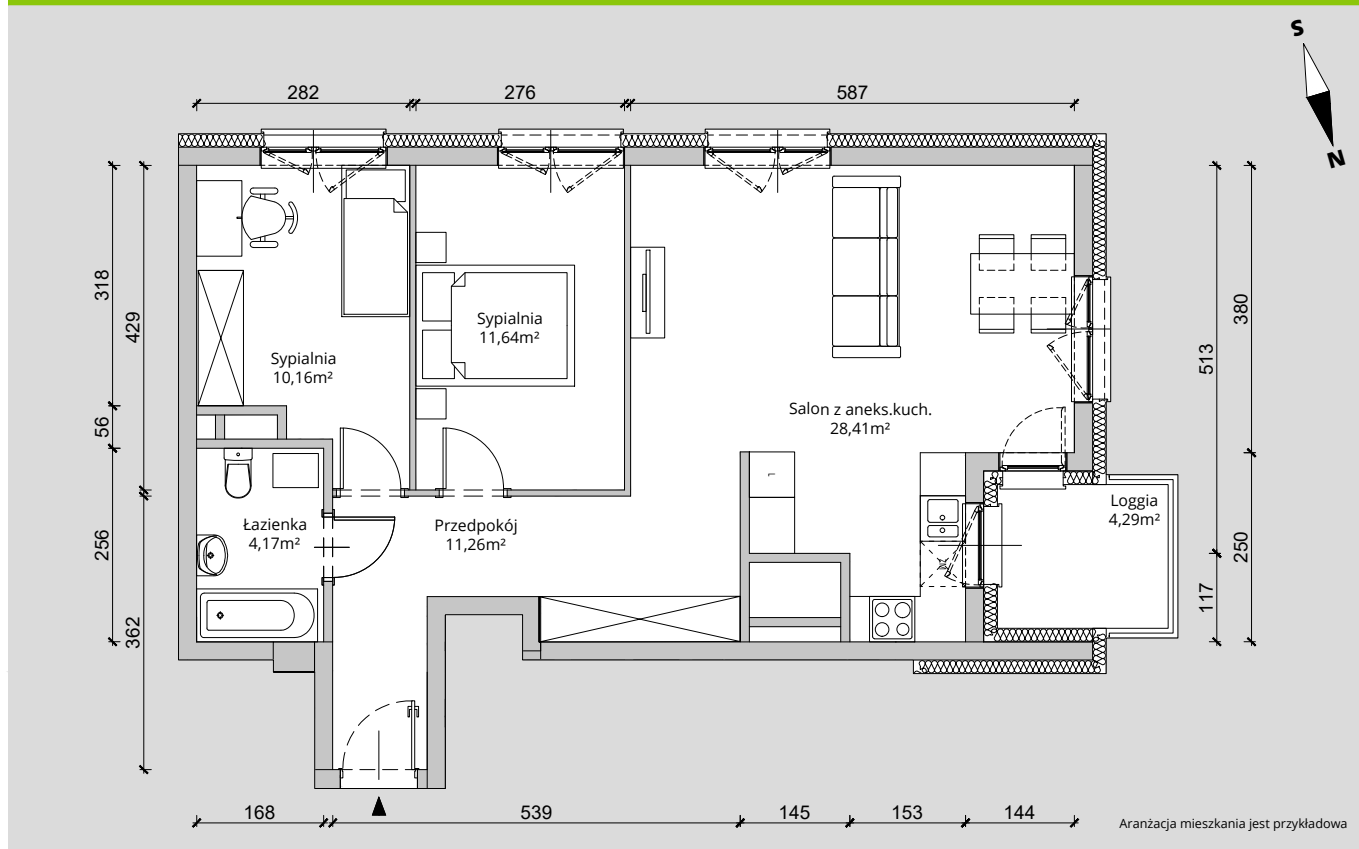 S
N
282
276
587
318
429
56
256
362
Sypialnia
10,16m²
Sypialnia
11,64m²
Salon z aneks.kuch.
28,41m²
Łazienka
4,17m²
Przedpokój
11,26m²
Loggia
4,29m²
L
380
513
250
117
168
539
145
153
144
Aranżacja mieszkania jest przykładowa